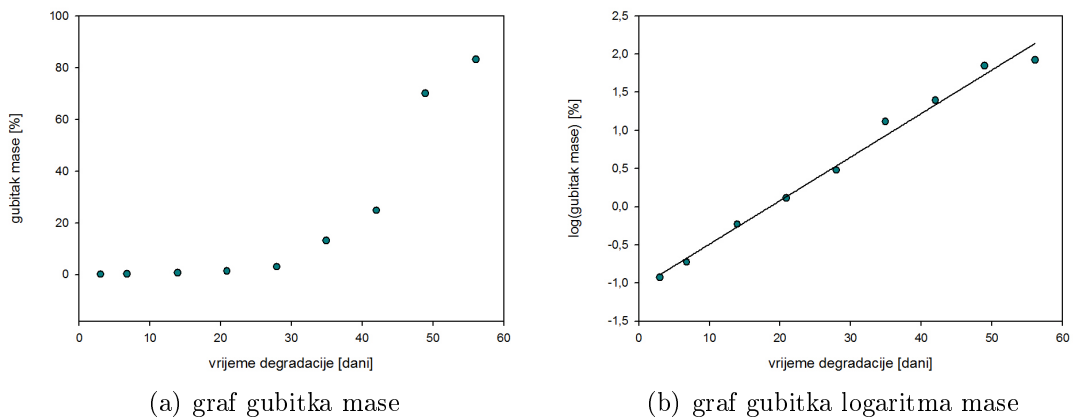 100
80
60
40
20
0
gubitak mase [%]
0 10 20 30 40 50 60
vrijeme degradacije [dani]
(a) graf gubitka mase
2,5
2,0
1,5
1,0
0,5
0,0
-0,5
-1,0
-1,5
log(gubitak mase) [%]
0 10 20 30 40 50 60
vrijeme degradacije [dani]
(b) graf gubitka logaritma mase